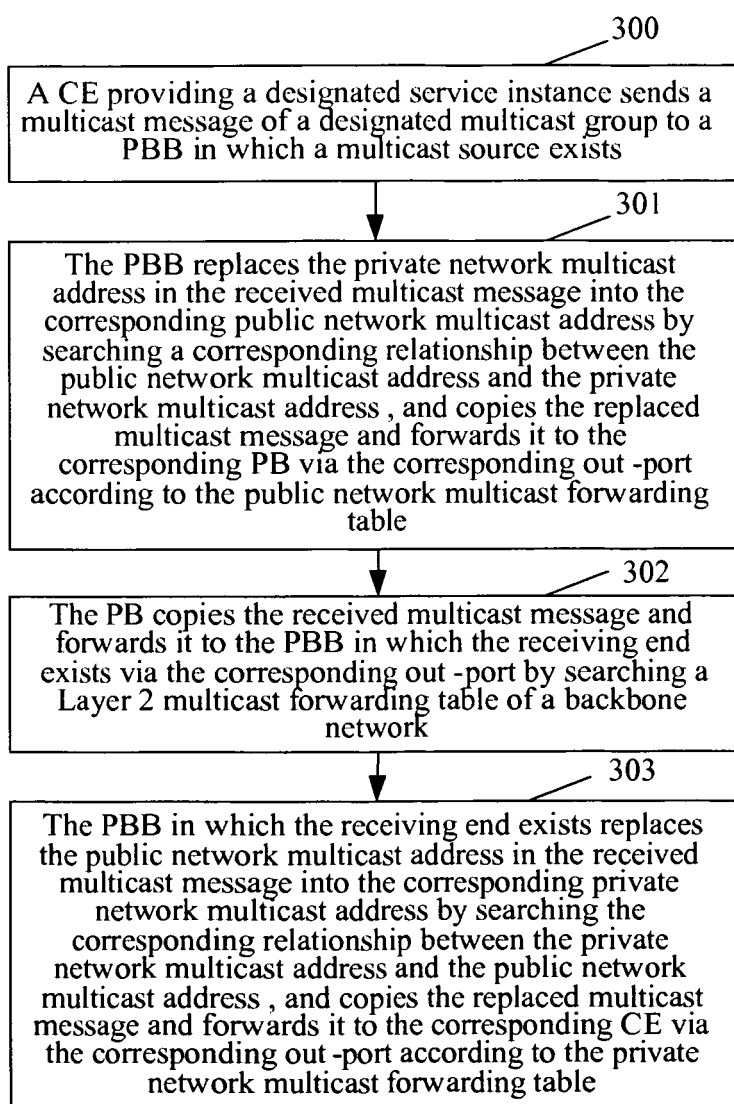 300
A CE providing a designated service instance sends a
multicast message of a designated multicast group to a
PBB in which a multicast source exists
301
The PBB replaces the private network multicast
address in the received multicast message into the
corresponding public network multicast address by
searching a corresponding relationship between the
public network multicast address and the private
network multicast address , and copies the replaced
multicast message and forwards it to the
corresponding PB via the corresponding out -port
according to the public network multicast forwarding
table
302
The PB copies the received multicast message and
forwards it to the PBB in which the receiving end
exists via the corresponding out -port by searching a
Layer 2 multicast forwarding table of a backbone
network
303
The PBB in which the receiving end exists replaces
the public network multicast address in the received
multicast message into the corresponding private
network multicast address by searching the
corresponding relationship between the private
network multicast address and the public network
multicast address , and copies the replaced multicast
message and forwards it to the corresponding CE via
the corresponding out -port according to the private
network multicast forwarding table